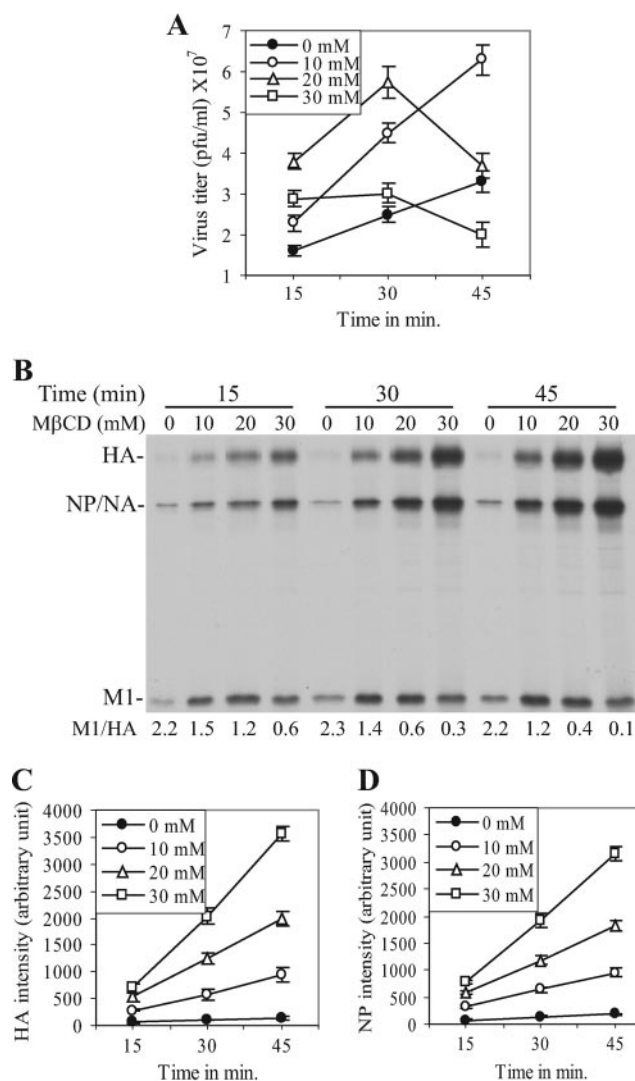 A
0 mM
10 mM
20 mM
30 mM
Virus titer (pfu/ml) X10⁷
7
6
5
4
3
2
1
15 30 45
Time in min.
B
Time (min) 15 30 45
MβCD (mM) 0 10 20 30 0 10 20 30 0 10 20 30
HA-
NP/NA-
M1-
M1/HA 2.2 1.5 1.2 0.6 2.3 1.4 0.6 0.3 2.2 1.2 0.4 0.1
C
0 mM
10 mM
20 mM
30 mM
HA intensity (arbitrary unit)
4000
3500
3000
2500
2000
1500
1000
500
0
15 30 45
Time in min.
D
0 mM
10 mM
20 mM
30 mM
NP intensity (arbitrary unit)
4000
3500
3000
2500
2000
1500
1000
500
0
15 30 45
Time in min.